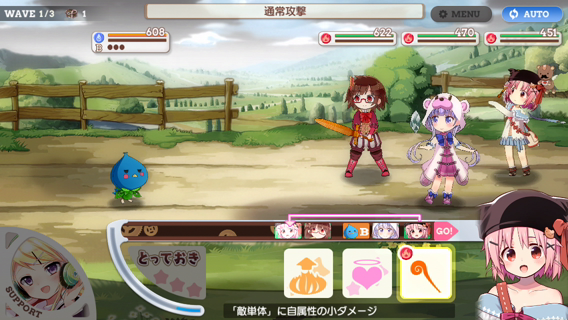 WAVE 1/3 1
通常攻撃
MENU
AUTO
608
B
622
470
451
B
GO!
とっておき
SUPPORT
「敵単体」に自属性の小ダメージ